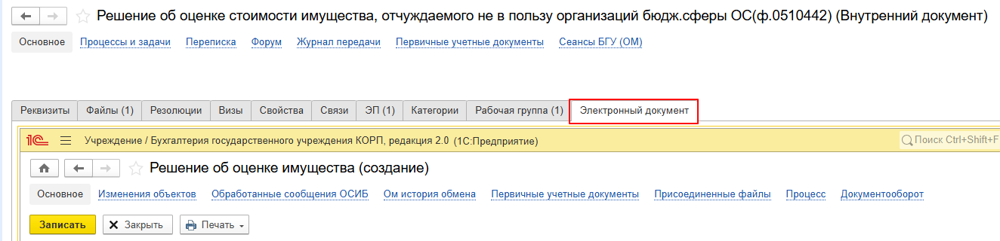 Решение об оценке стоимости имущества, отчуждаемого не в пользу организаций бюдж.сферы ОС(ф.0510442) (Внутренний документ)
Основное Процессы и задачи Переписка Форум Журнал передачи Первичные учетные документы Сеансы БГУ (ОМ)
Реквизиты Файлы (1) Резолюции Визы Свойства Связи ЭП (1) Категории Рабочая группа (1) Электронный документ
1С Учреждение / Бухгалтерия государственного учреждения КОРП, редакция 2.0 (1С:Предприятие) Поиск Ctrl+Shift+F
Решение об оценке имущества (создание)
Основное Изменения объектов Обработанные сообщения ОСИБ Ом история обмена Первичные учетные документы Присоединенные файлы Процесс Документооборот
Записать Закрыть Печать